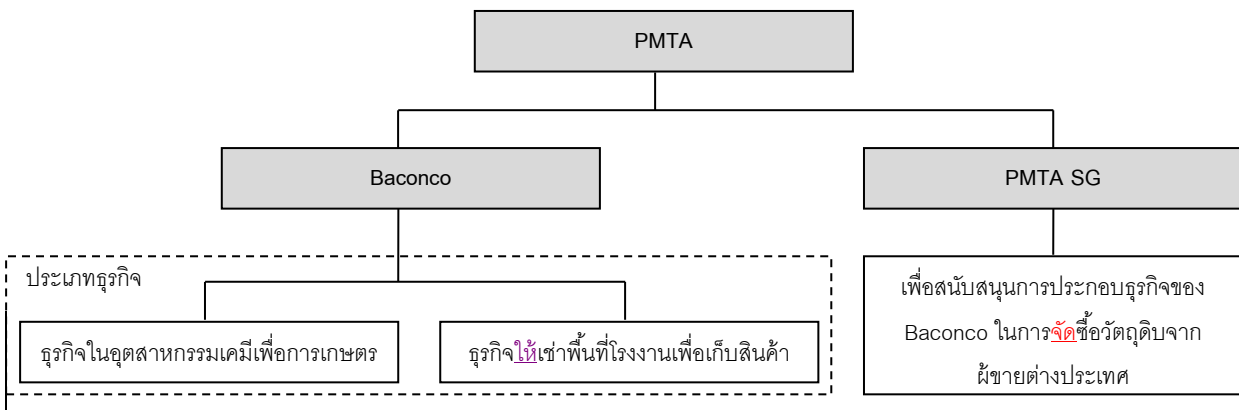 PMTA
Baconco
PMTA SG
ประเภทธุรกิจ
ธุรกิจในอุตสาหกรรมเคมีเพื่อการเกษตร
ธุรกิจให้เช่าพื้นที่โรงงานเพื่อเก็บสินค้า
เพื่อสนับสนุนการประกอบธุรกิจของ
Baconco ในการจัดซื้อวัตถุดิบจาก
ผู้ขายต่างประเทศ